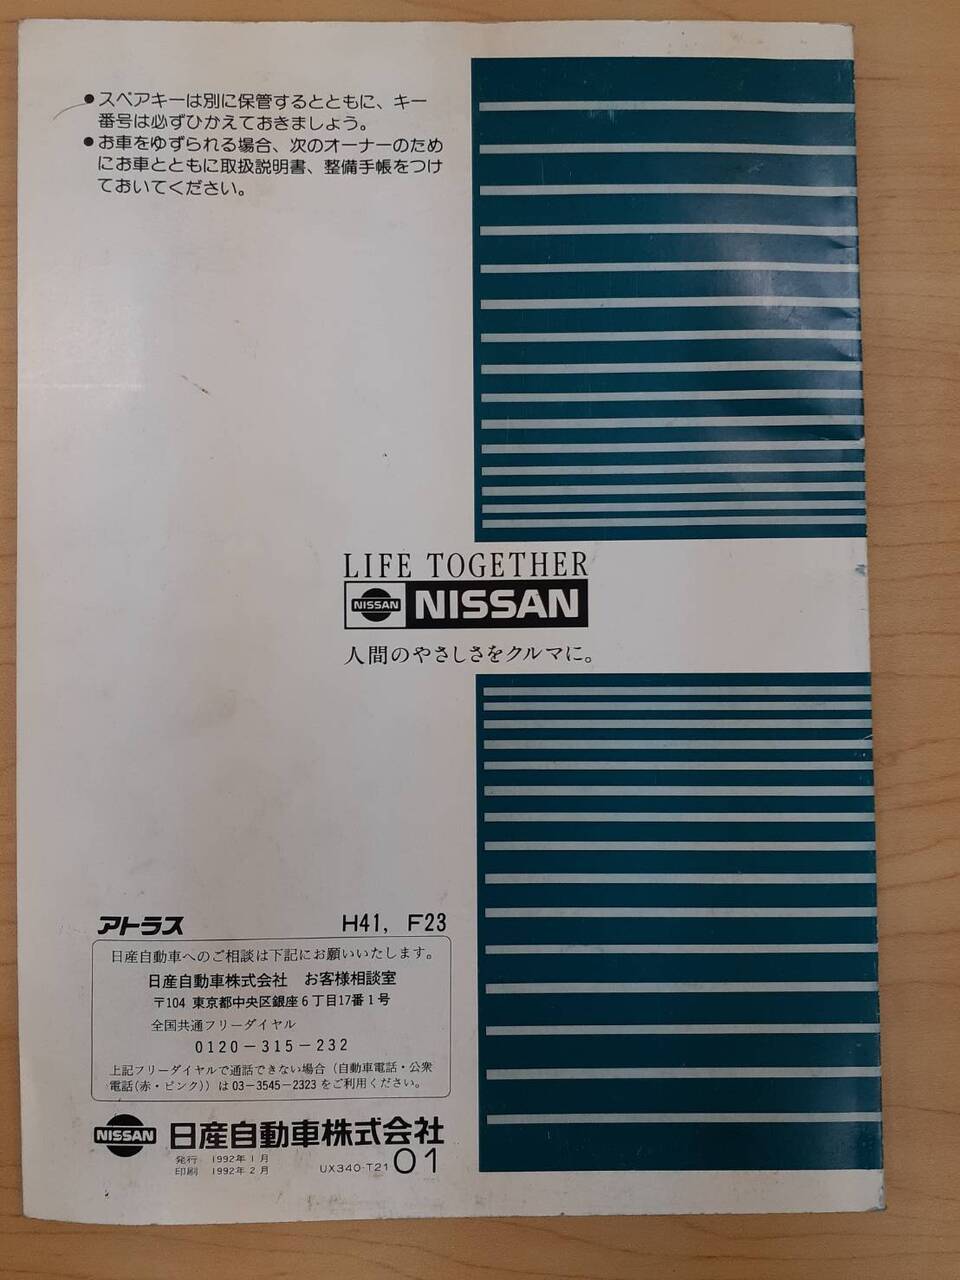 ●スペアキーは別に保管するとともに、キー
番号は必ずひかえておきましょう。
●お車をゆずられる場合、次のオーナーのため
にお車とともに取扱説明書、整備手帳をつけ
ておいてください。
LIFE TOGETHER
NISSAN NISSAN
人間のやさしさをクルマに。
アトラス H41, F23
日産自動車へのご相談は下記にお願いいたします。
日産自動車株式会社 お客様相談室
〒104 東京都中央区銀座6丁目17番1号
全国共通フリーダイヤル
0120-315-232
上記フリーダイヤルで通話できない場合(自動車電話・公衆
電話(赤・ピンク))は03-3545-2323をご利用ください。
NISSAN 日産自動車株式会社
発行 1992年1月
印刷 1992年2月 UX340-T21 01